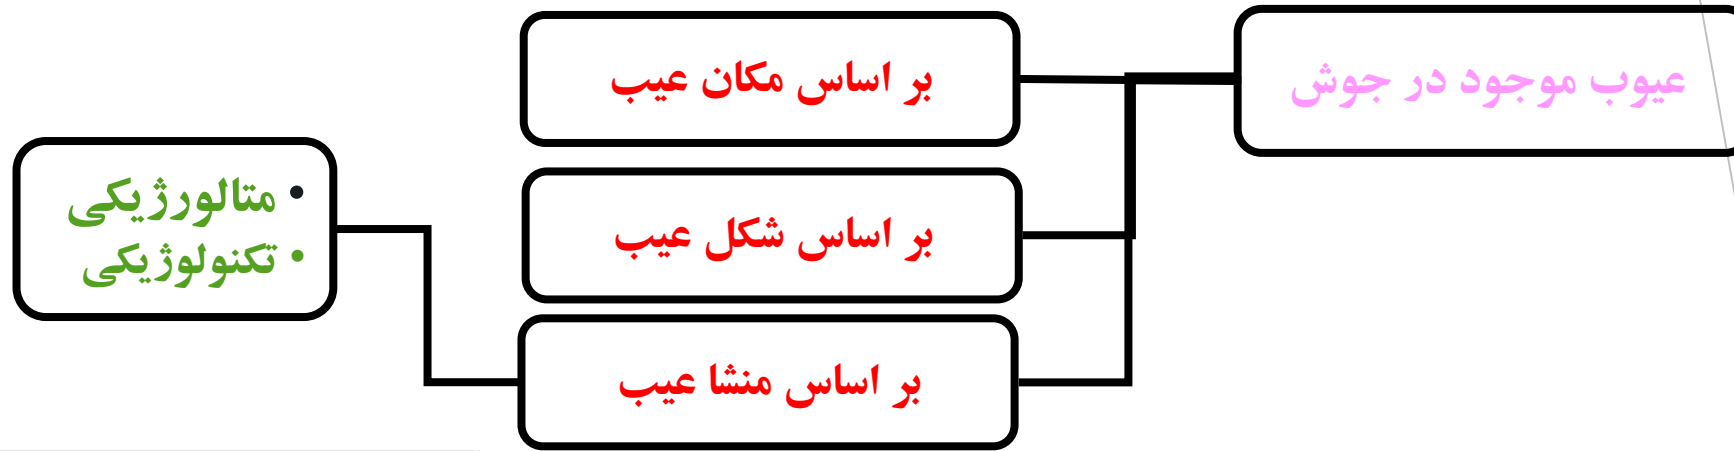 عیوب موجود در جوش
بر اساس مکان عیب
بر اساس شکل عیب
بر اساس منشا عیب
• متالورژیکی
• تکنولوژیکی